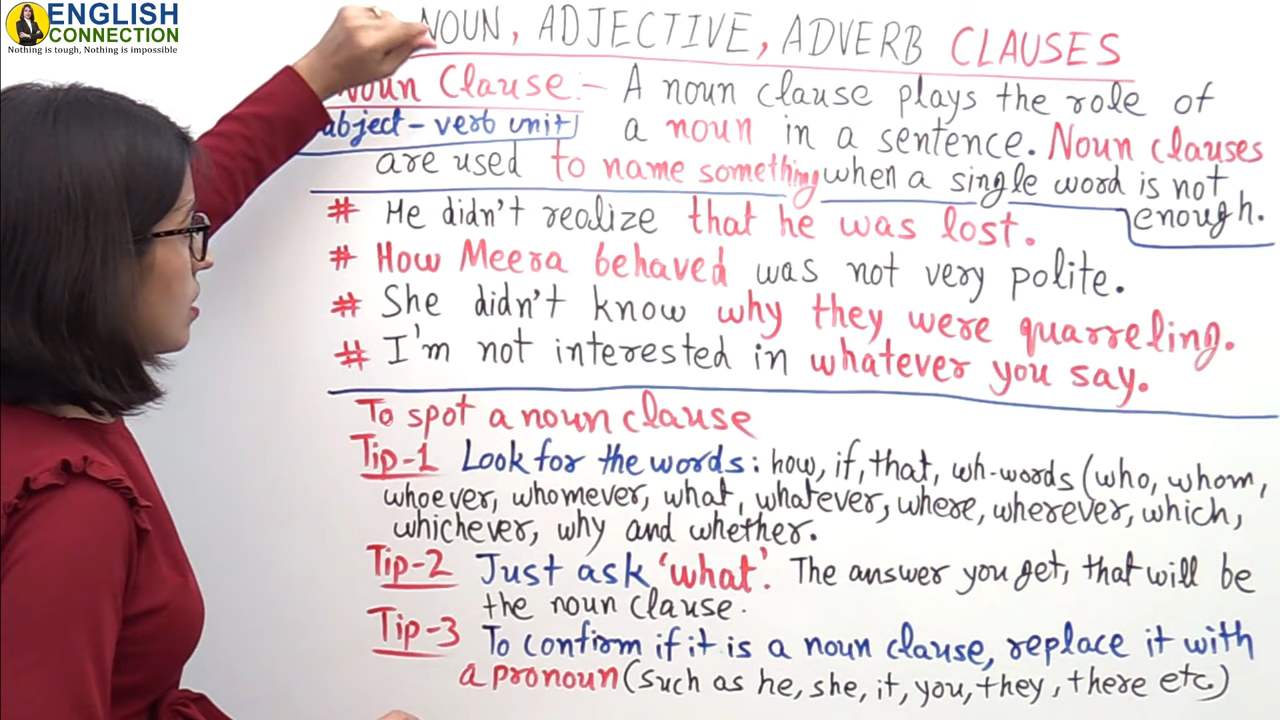 ENGLISH
CONNECTION
Nothing is tough, Nothing is impossible
NOUN, ADJECTIVE, ADVERB CLAUSES
Noun Clause:- A noun clause plays the role of
subject-verb unit) a noun in a sentence. Noun clauses
are used to name something when a single word is not
enough.
# He didn't realize that he was lost.
# How Meera behaved was not very polite.
# She didn't know why they were quarreling.
# I'm not interested in whatever you say.
To spot a noun clause
Tip-1 Look for the words: how, if, that, wh-words (who, whom,
whoever, whomever, what, whatever, where, wherever, which,
whichever, why and whether.
Tip-2 Just ask 'what'. The answer you get, that will be
the noun clause.
Tip-3 To confirm if it is a noun clause, replace it with
a pronoun (such as he, she, it, you, they, there etc.)